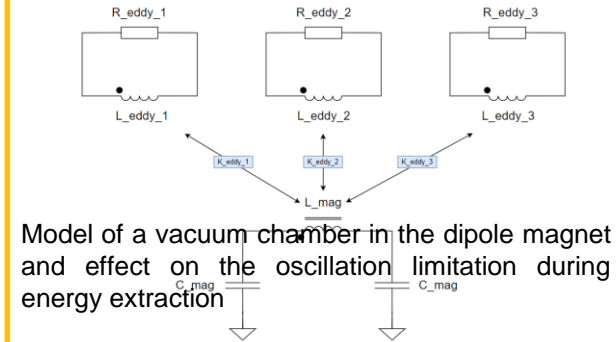 R_eddy_1 R_eddy_2 R_eddy_3
L_eddy_1 L_eddy_2 L_eddy_3
K_eddy_1 K_eddy_2 K_eddy_3
L_mag
Model of a vacuum chamber in the dipole magnet
and effect on the oscillation limitation during
energy extraction
C_mag C_mag